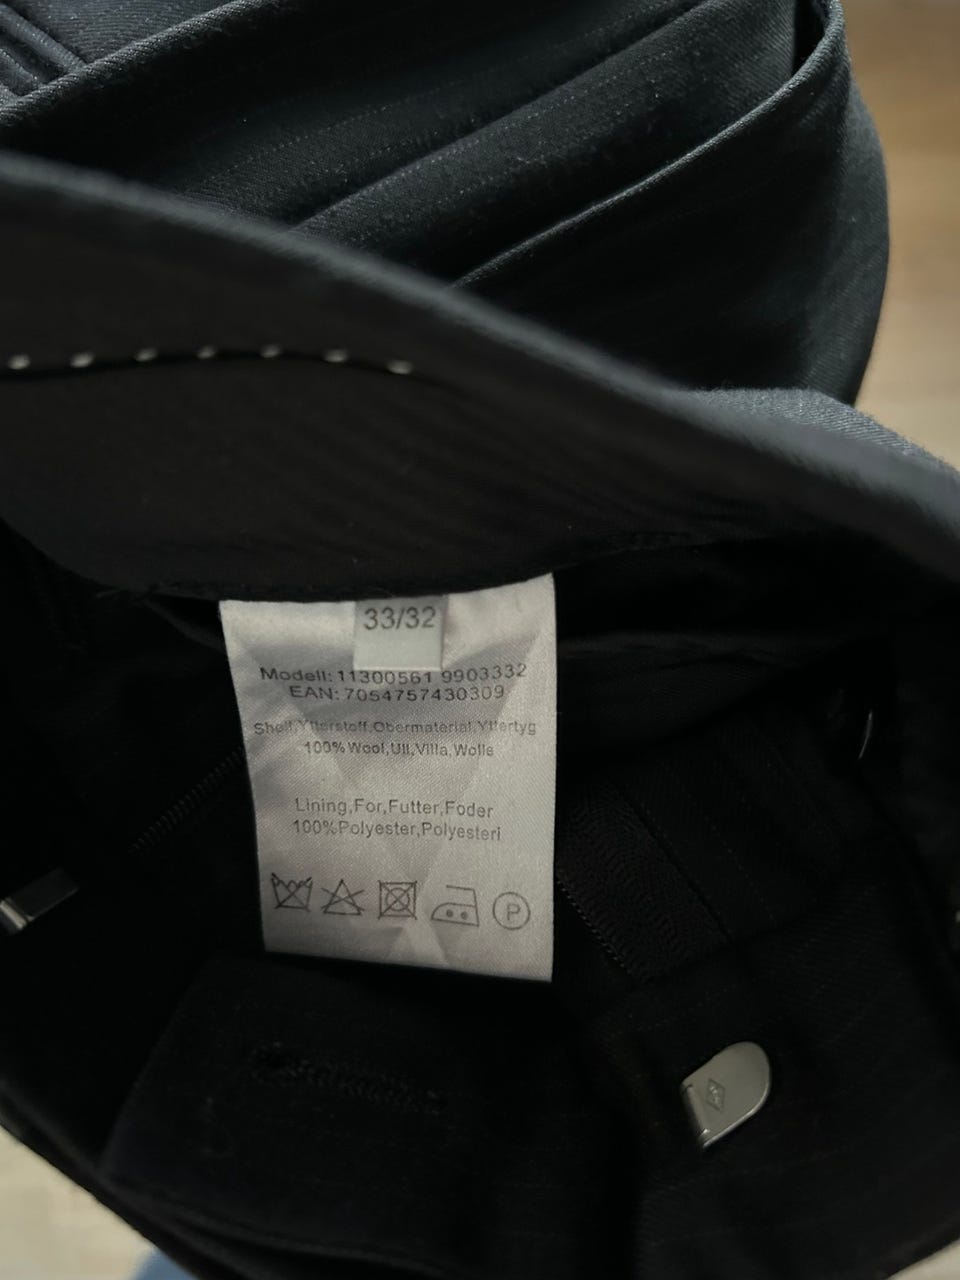 33/32
Modell: 11300561 9903332
EAN: 7054757430309
Shell,Ytterstoff,Obermaterial,Yttertyg
100% Wool,Ull,Villa,Wolle
Lining,For,Futter,Foder
100%Polyester,Polyesteri
P